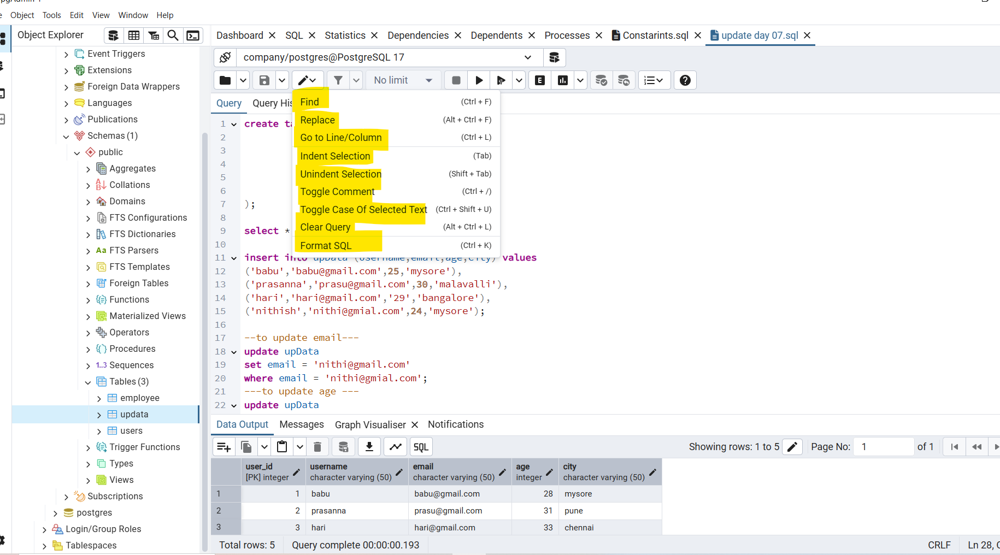 Object Tools Edit View Window Help
Object Explorer
Dashboard SQL Statistics Dependencies Dependents Processes Constarints.sql update day 07.sql
company/postgres@PostgreSQL 17
No limit
Query
Find (Ctrl + F)
Replace (Alt + Ctrl + F)
Go to Line/Column (Ctrl + L)
Indent Selection (Tab)
Unindent Selection (Shift + Tab)
Toggle Comment (Ctrl + /)
Toggle Case Of Selected Text (Ctrl + Shift + U)
Clear Query (Alt + Ctrl + L)
Format SQL (Ctrl + K)
Event Triggers
Extensions
Foreign Data Wrappers
Languages
Publications
Schemas (1)
public
Aggregates
Collations
Domains
FTS Configurations
FTS Dictionaries
Aa FTS Parsers
FTS Templates
Foreign Tables
Functions
Materialized Views
Operators
Procedures
1..3 Sequences
Tables (3)
employee
updata
users
Trigger Functions
Types
Views
Subscriptions
postgres
Login/Group Roles
Tablespaces
1 create
2
3
4
5
6
7 );
8
9 select *
10
11 insert into upData (username,email,age,city) values
12 ('babu','babu@gmail.com',25,'mysore'),
13 ('prasanna','prasu@gmail.com',30,'malavalli'),
14 ('hari','hari@gmail.com','29','bangalore'),
15 ('nithish','nithi@gmial.com',24,'mysore');
16
17 --to update email---
18 update upData
19 set email = 'nithi@gmail.com'
20 where email = 'nithi@gmial.com';
21 ---to update age ---
22 update upData
Data Output Messages Graph Visualiser Notifications
SQL Showing rows: 1 to 5 Page No: 1 of 1
user_id username email age city
[PK] integer character varying (50) character varying (50) integer character varying (50)
1 1 babu babu@gmail.com 28 mysore
2 2 prasanna prasu@gmail.com 31 pune
3 3 hari hari@gmail.com 33 chennai
Total rows: 5 Query complete 00:00:00.193 CRLF Ln 28,